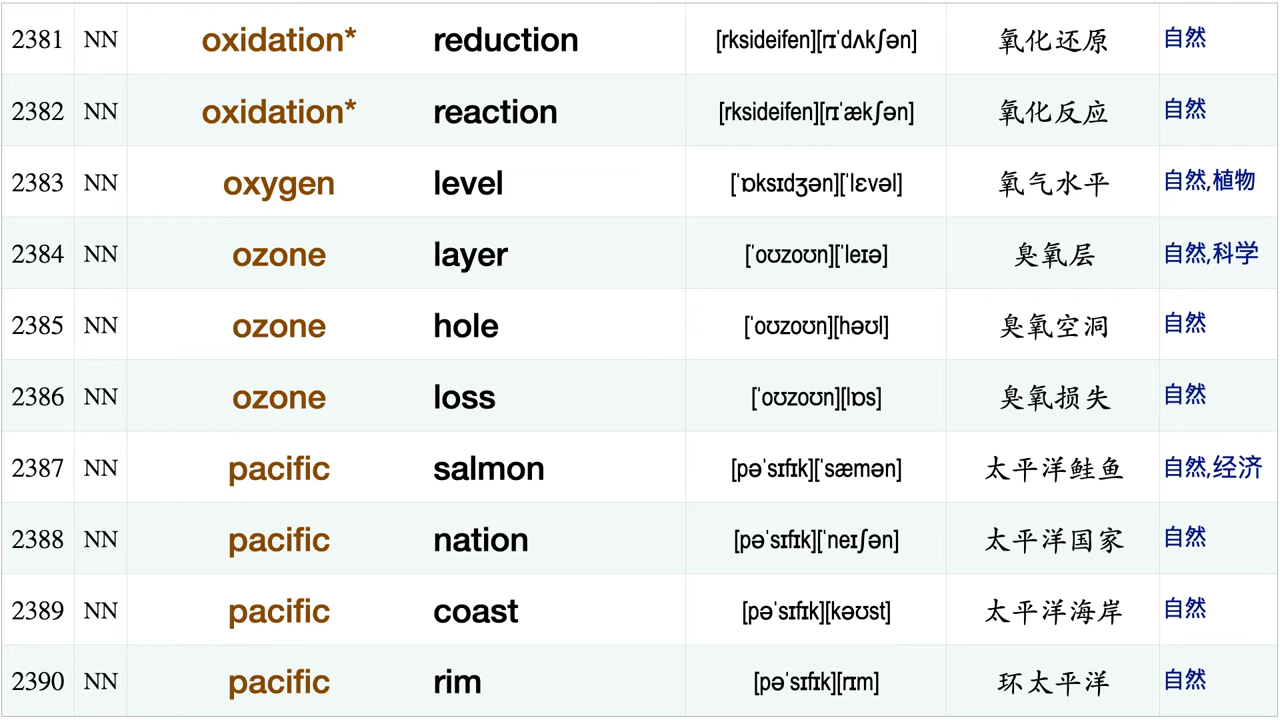 2381 NN oxidation* reduction [rksideifen][rɪˈdʌkʃən] 氧化还原 自然
2382 NN oxidation* reaction [rksideifen][rɪˈækʃən] 氧化反应 自然
2383 NN oxygen level [ˈɒksɪdʒən][ˈlɛvəl] 氧气水平 自然,植物
2384 NN ozone layer [ˈoʊzoʊn][ˈleɪə] 臭氧层 自然,科学
2385 NN ozone hole [ˈoʊzoʊn][həʊl] 臭氧空洞 自然
2386 NN ozone loss [ˈoʊzoʊn][lɒs] 臭氧损失 自然
2387 NN pacific salmon [pəˈsɪfɪk][ˈsæmən] 太平洋鲑鱼 自然,经济
2388 NN pacific nation [pəˈsɪfɪk][ˈneɪʃən] 太平洋国家 自然
2389 NN pacific coast [pəˈsɪfɪk][kəʊst] 太平洋海岸 自然
2390 NN pacific rim [pəˈsɪfɪk][rɪm] 环太平洋 自然